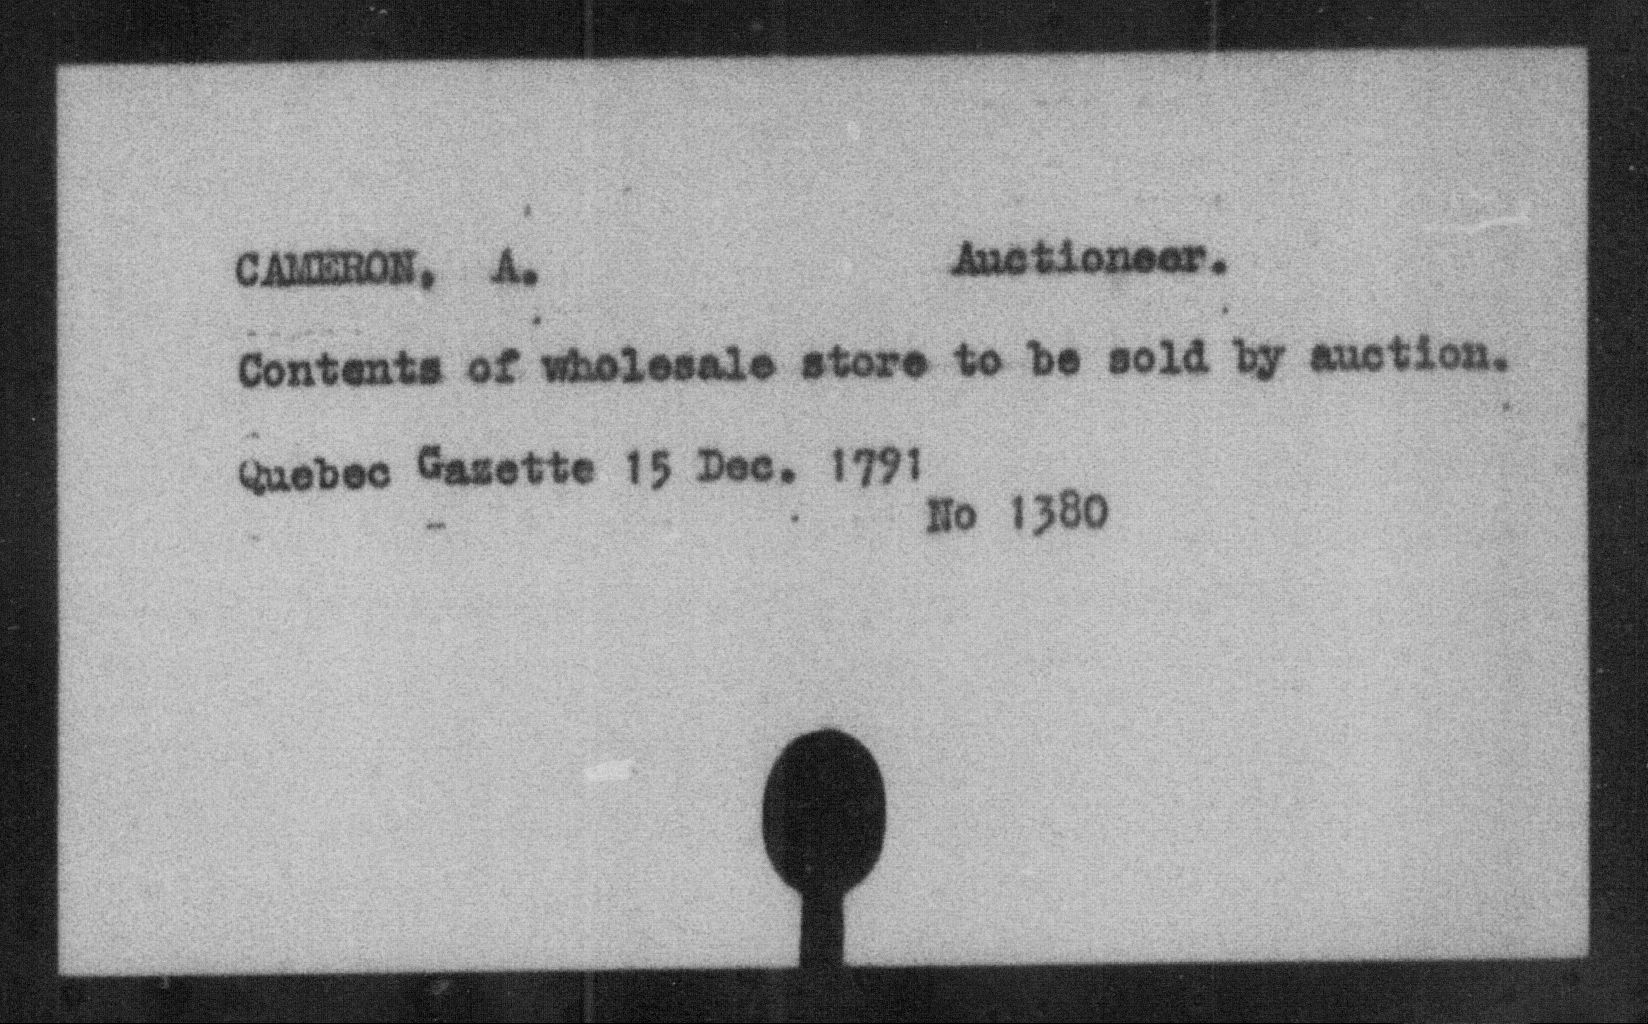 CAMERON, A. Auctioneer.
Contents of wholesale store to be sold by auction.
Quebec Gazette 15 Dec. 1791
No 1380